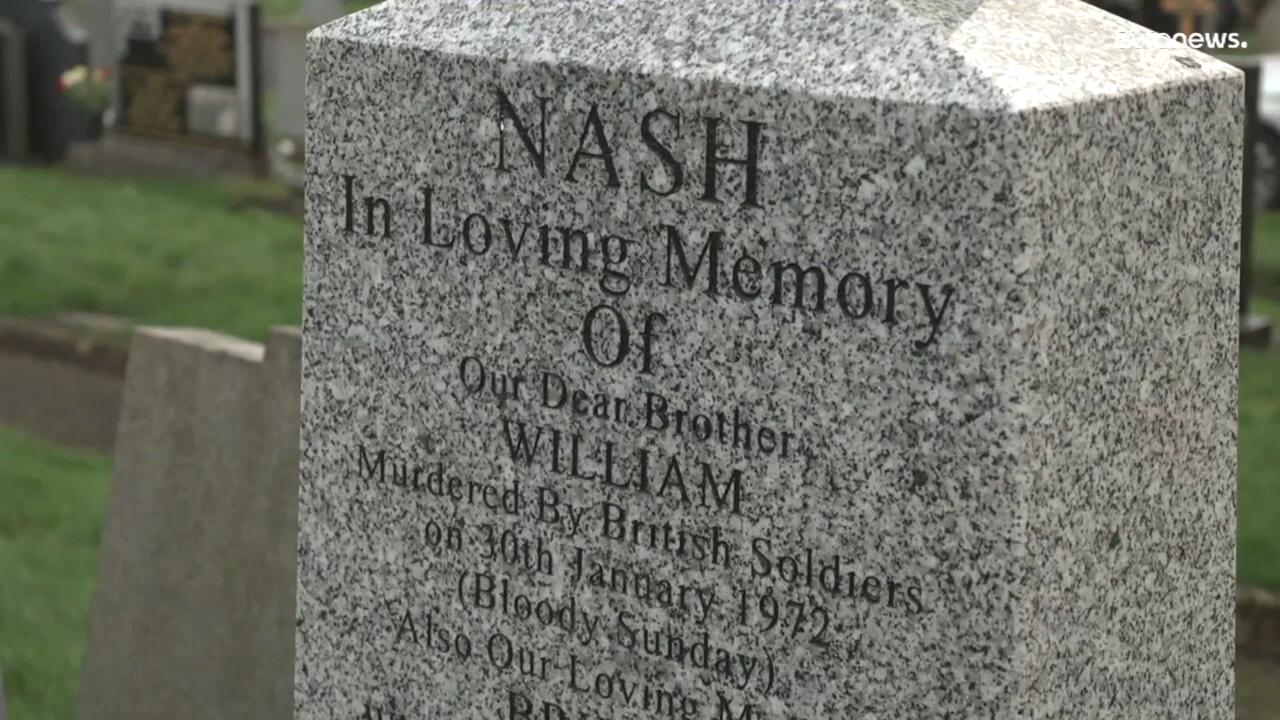 euronews.
NASH
In Loving Memory
Of
Our Dear Brother
WILLIAM
Murdered By British Soldiers
on 30th January 1972
(Bloody Sunday)
Also Our Loving